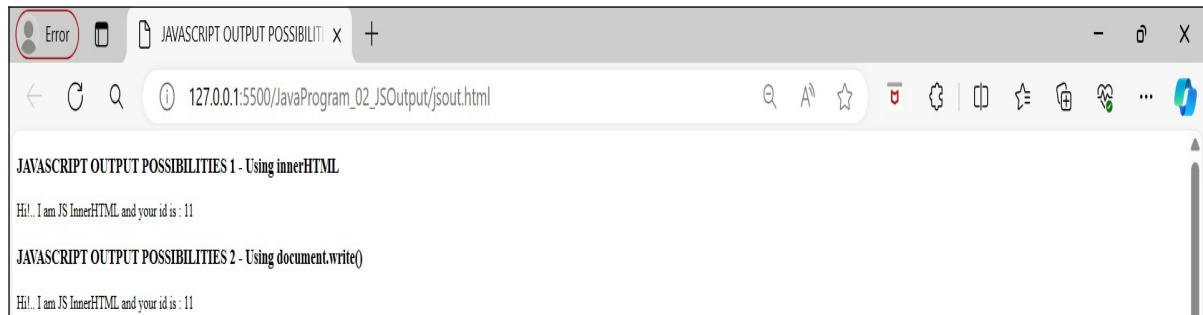 Error
JAVASCRIPT OUTPUT POSSIBILITI
127.0.0.1:5500/JavaProgram_02_JSOutput/jsout.html
JAVASCRIPT OUTPUT POSSIBILITIES 1 - Using innerHTML
Hi!.. I am JS InnerHTML and your id is : 11
JAVASCRIPT OUTPUT POSSIBILITIES 2 - Using document.write()
Hi!.. I am JS InnerHTML and your id is : 11